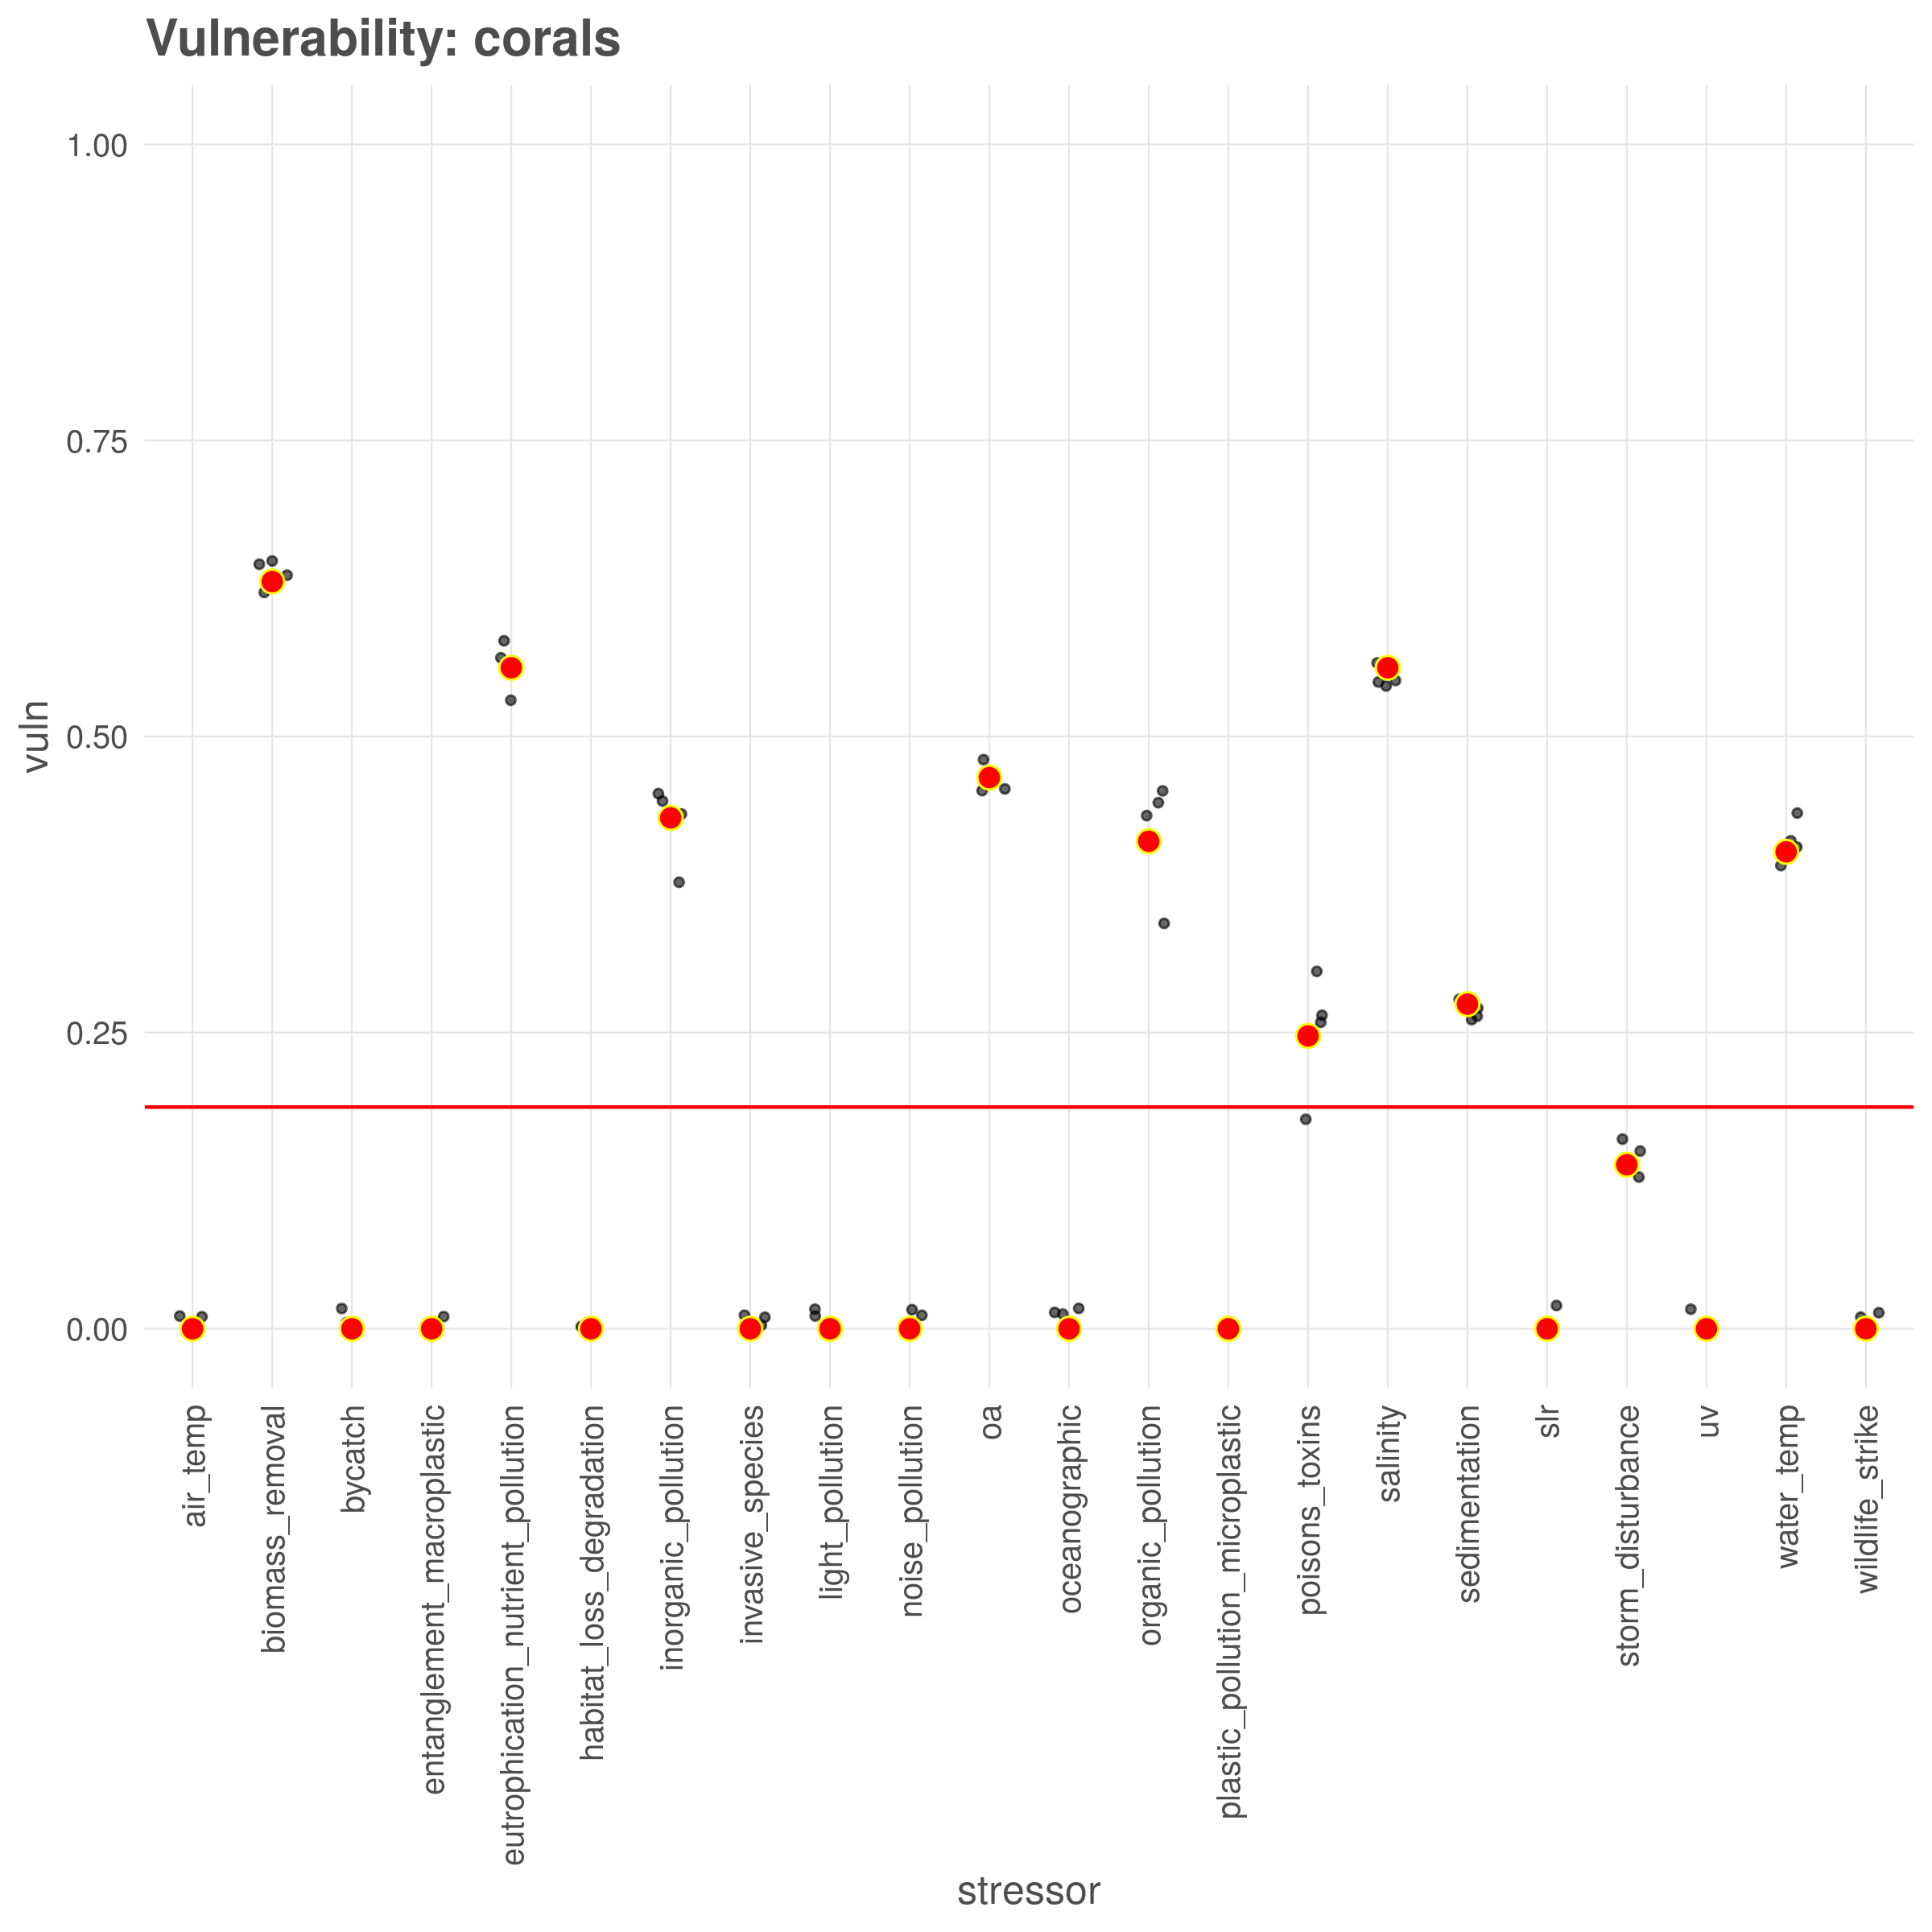 Vulnerability: corals
1.00
0.75
0.50
0.25
0.00
vuln
air_temp
biomass_removal
bycatch
entanglement_macroplastic
eutrophication_nutrient_pollution
habitat_loss_degradation
inorganic_pollution
invasive_species
light_pollution
noise_pollution
oa
oceanographic
organic_pollution
plastic_pollution_microplastic
poisons_toxins
salinity
sedimentation
slr
storm_disturbance
uv
water_temp
wildlife_strike
stressor